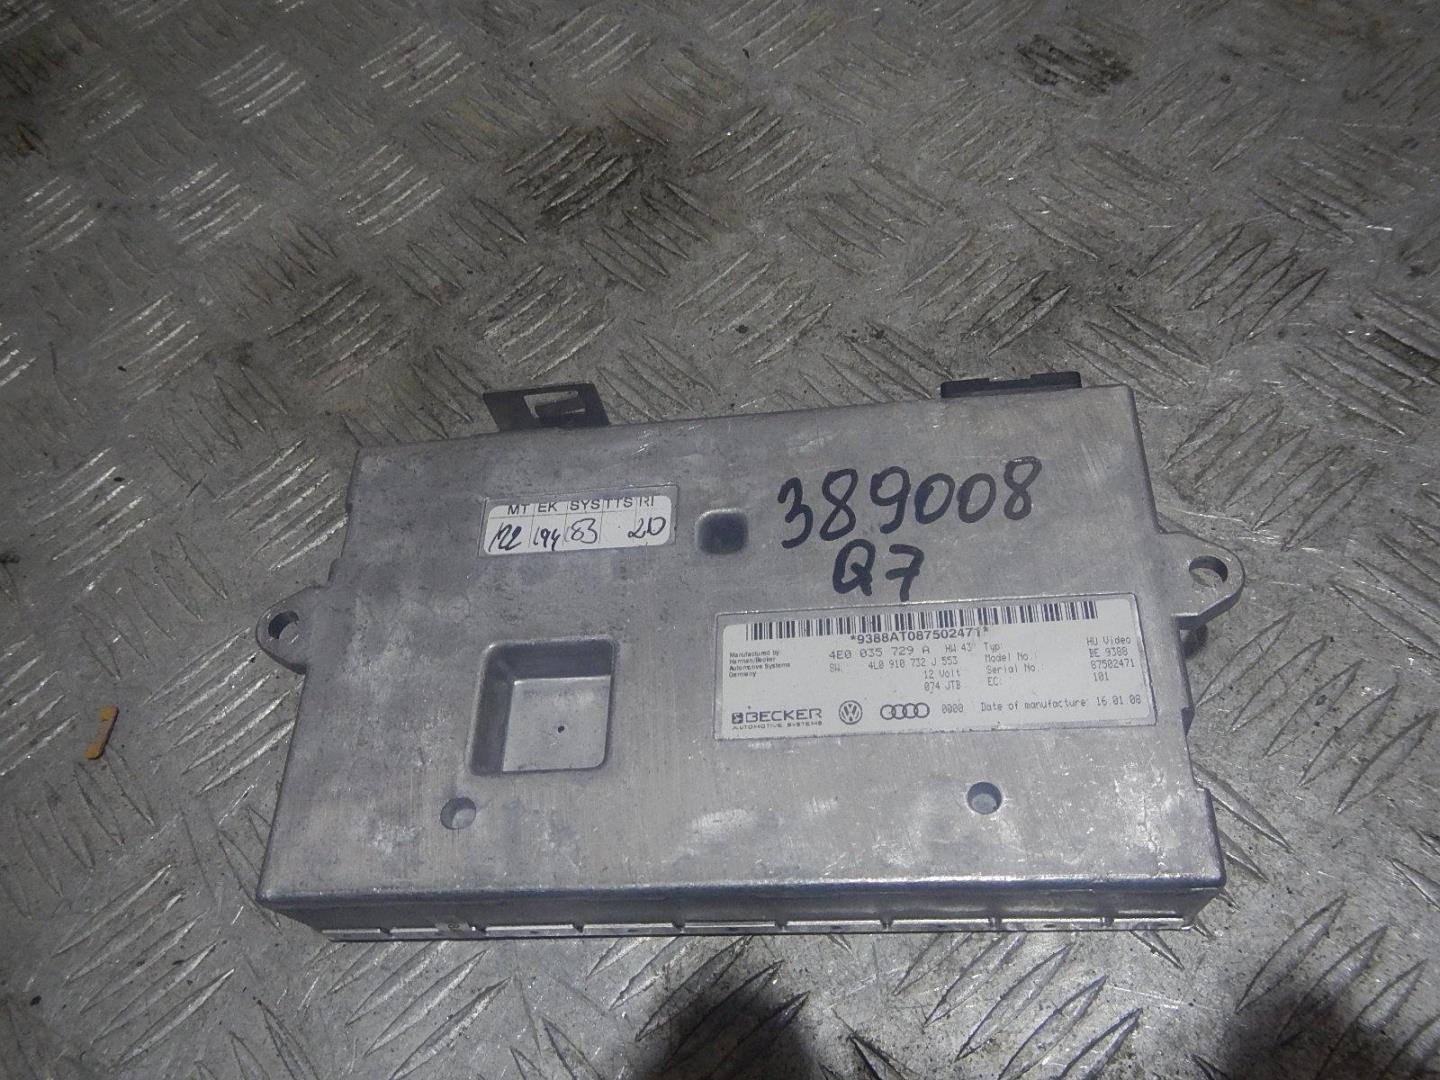 389008
Q7
MT EK SYS TTS RI
194 20
*9388AT087502471*
Manufactured by:
Harman/Becker
Automotive Systems
Germany
4E0 035 729 A HW:43 Typ: HU Video
SW: 4L0 910 732 J 553 Model No.: BE 9388
12 Volt Serial No.: 87502471
074 JTB EC: 101
BECKER
AUTOMOTIVE SYSTEMS
0000 Date of manufacture: 16.01.08